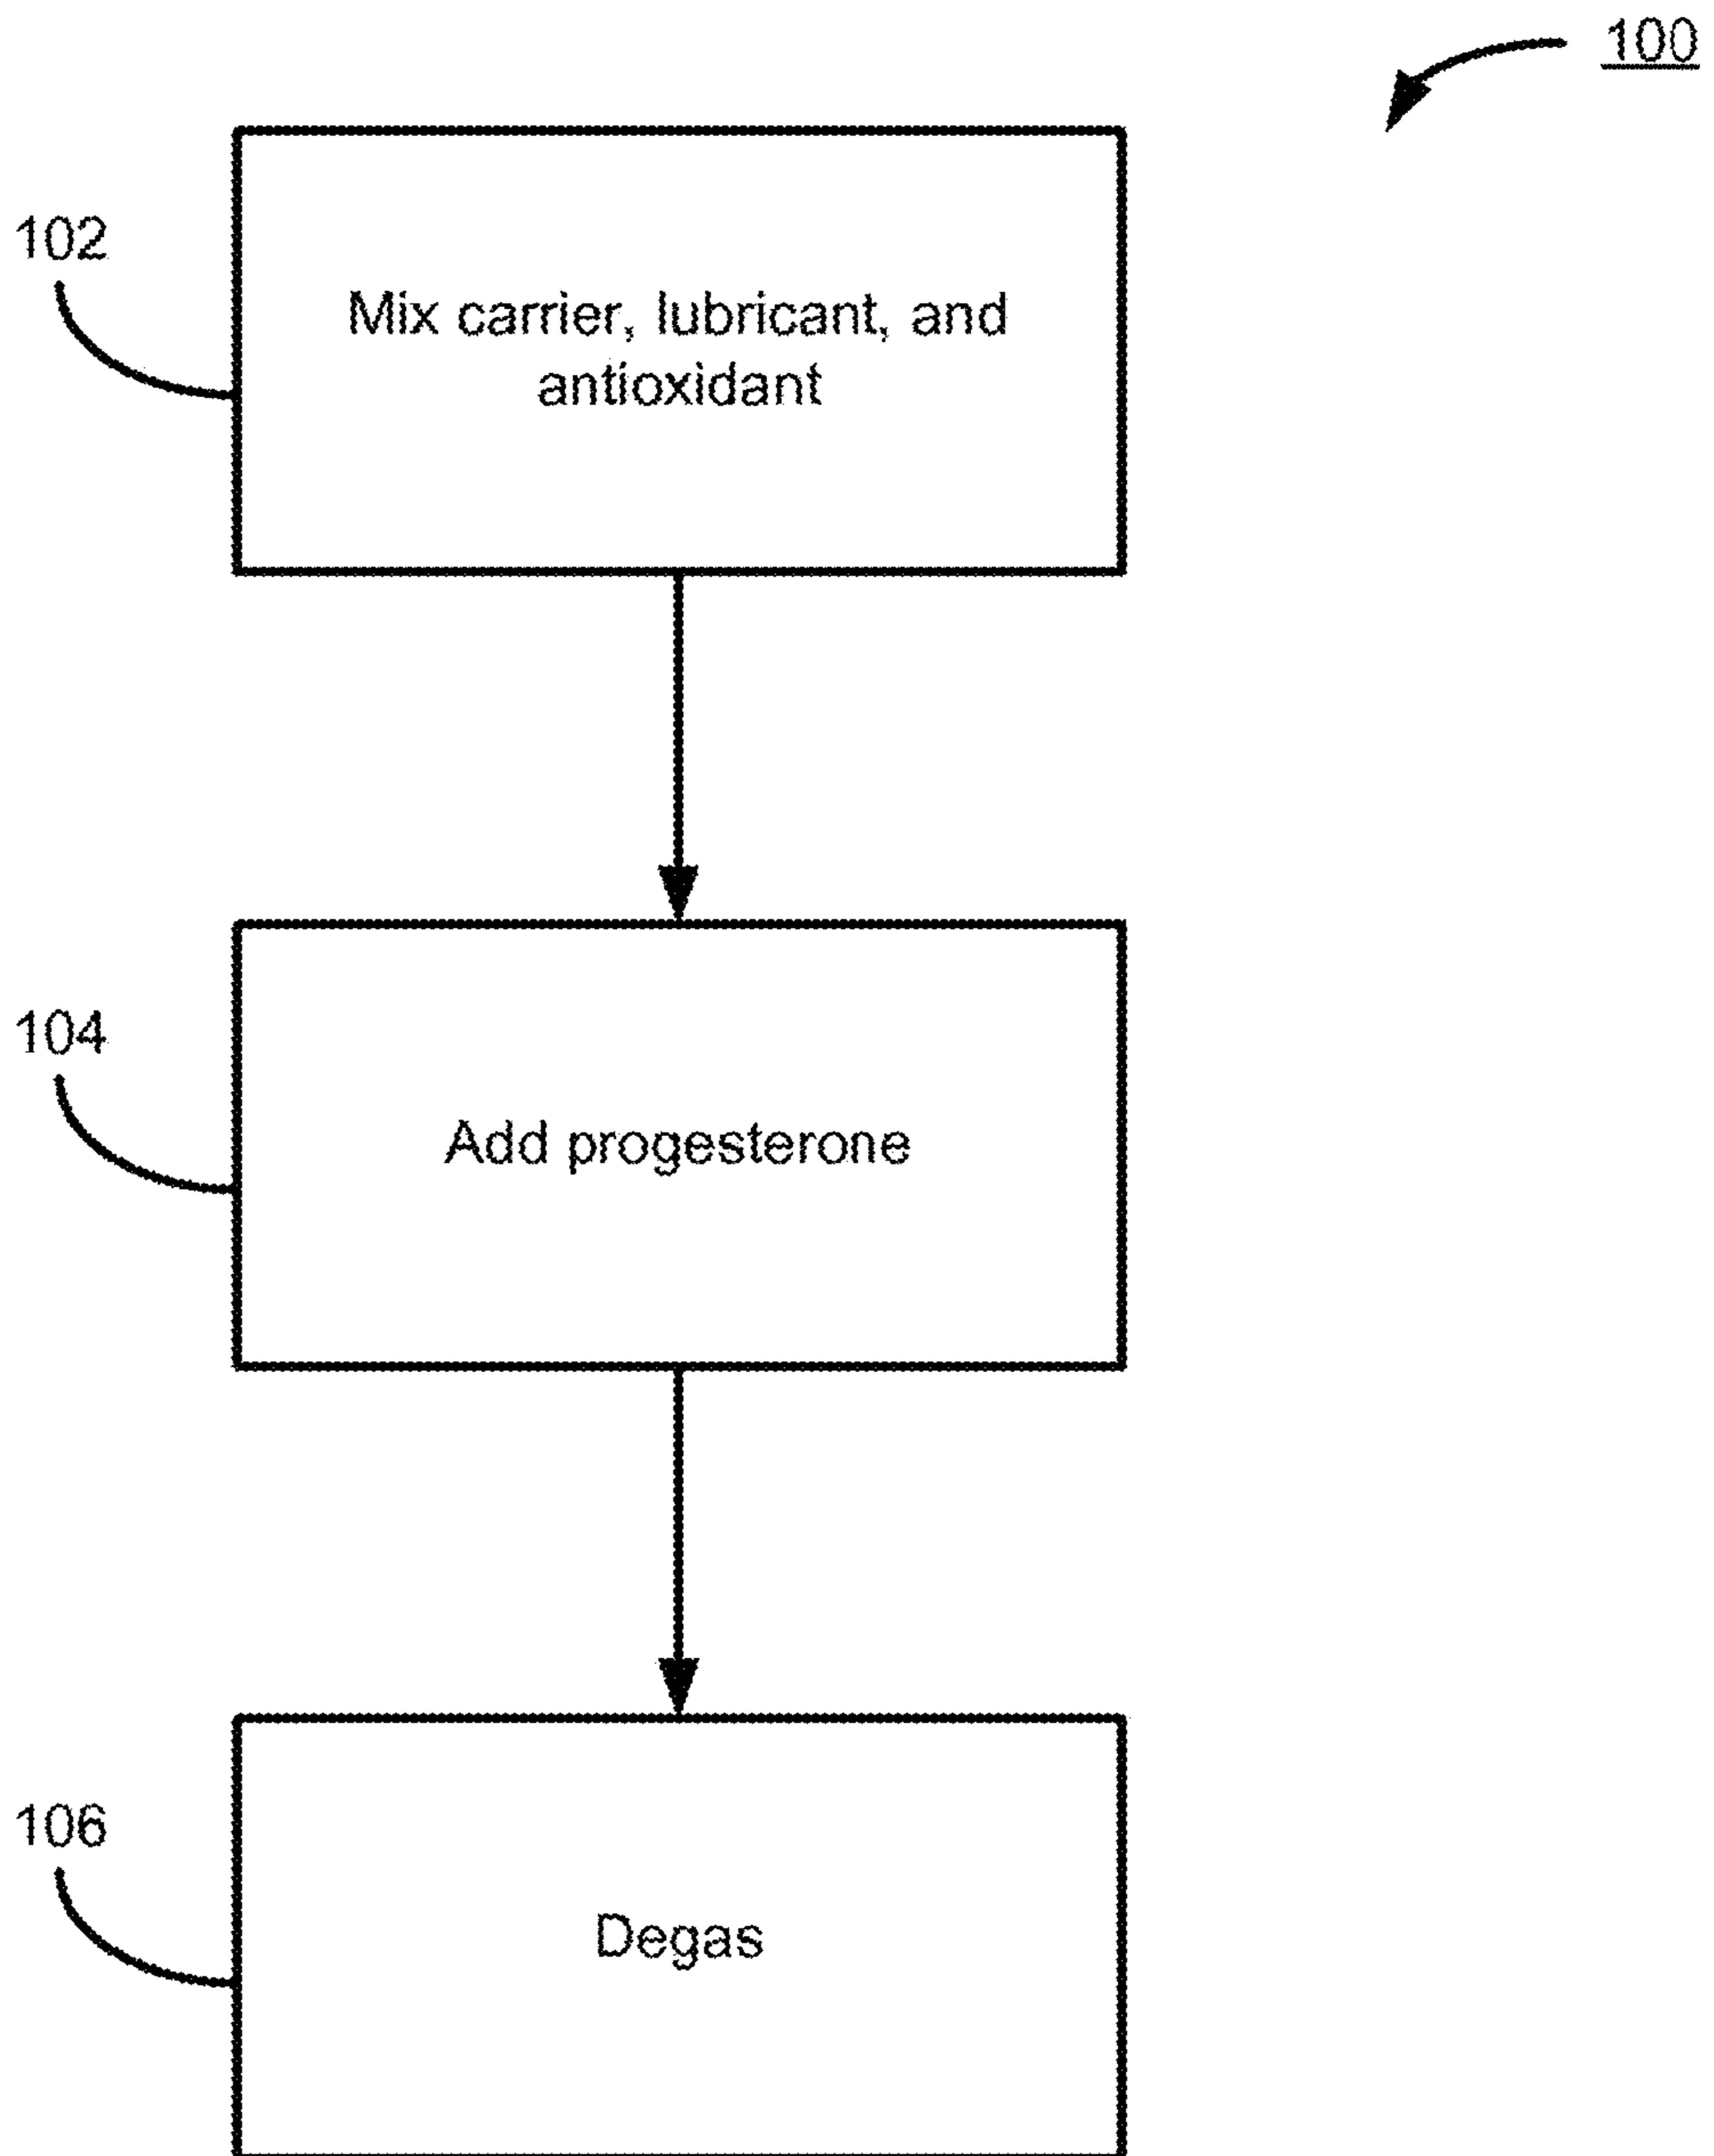 100
102
Mix carrier, lubricant, and
antioxidant
104
Add progesterone
106
Degas